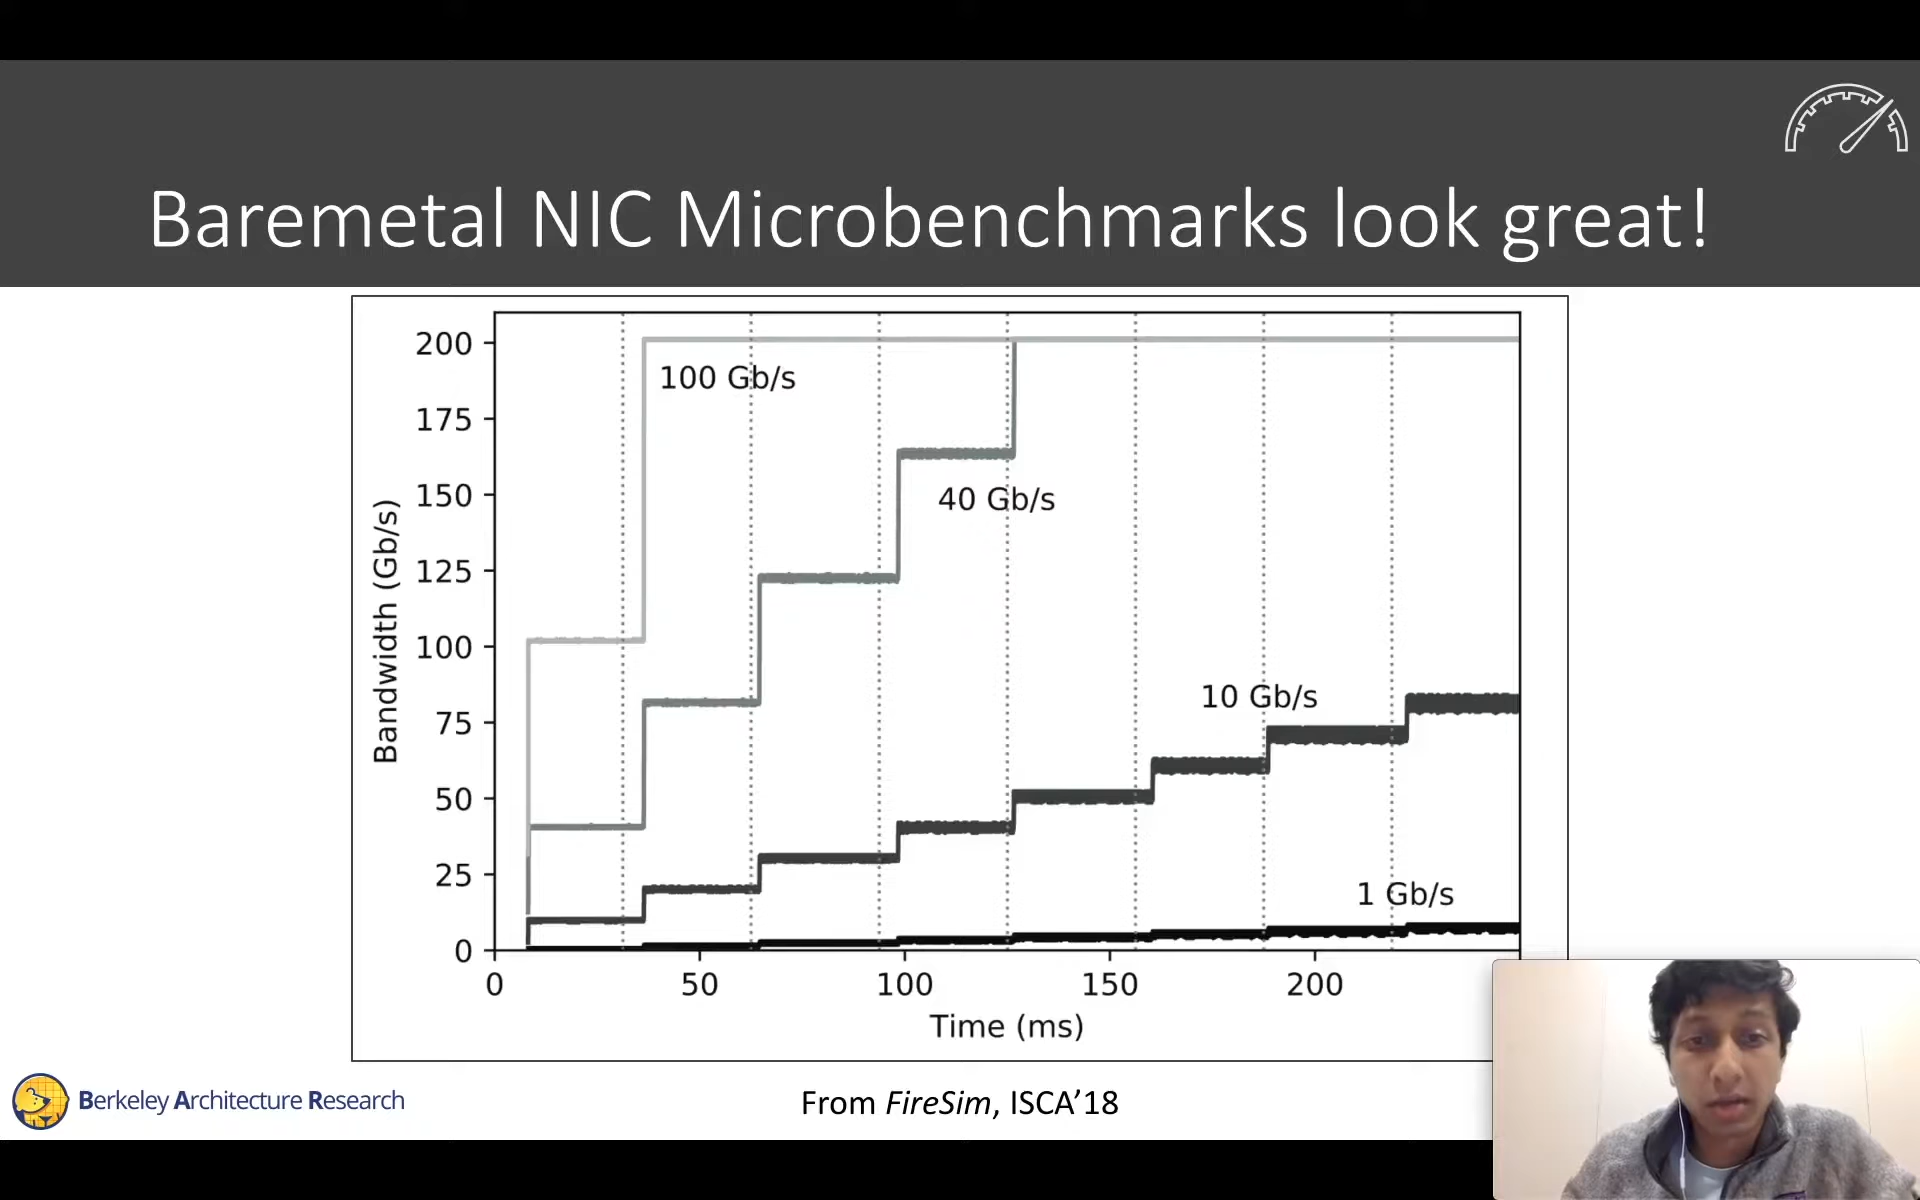 Baremetal NIC Microbenchmarks look great!
200
175
150
125
100
75
50
25
0
Bandwidth (Gb/s)
100 Gb/s
40 Gb/s
10 Gb/s
1 Gb/s
0 50 100 150 200
Time (ms)
Berkeley Architecture Research
From FireSim, ISCA’18